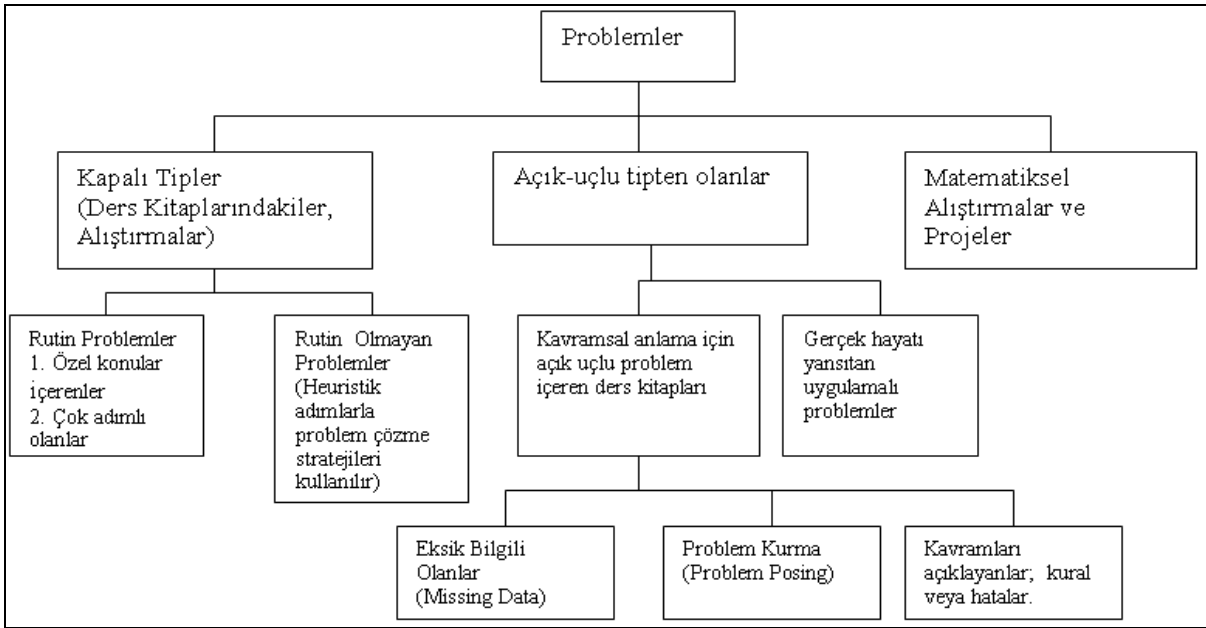 Problemler
Kapalı Tipler
(Ders Kitaplarındakiler,
Alıştırmalar)
Açık-uçlu tipten olanlar
Matematiksel
Alıştırmalar ve
Projeler
Rutin Problemler
1. Özel konular
içerenler
2. Çok adımlı
olanlar
Rutin Olmayan
Problemler
(Heuristik
adımlarla
problem çözme
stratejileri
kullanılır)
Kavramsal anlama için
açık uçlu problem
içeren ders kitapları
Gerçek hayatı
yansıtan
uygulamalı
problemler
Eksik Bilgili
Olanlar
(Missing Data)
Problem Kurma
(Problem Posing)
Kavramları
açıklayanlar; kural
veya hatalar.